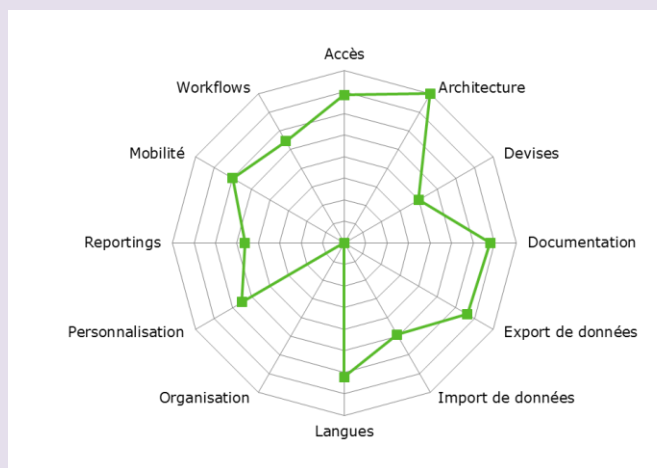 Accès
Architecture
Devises
Documentation
Export de données
Import de données
Langues
Organisation
Personnalisation
Reportings
Mobilité
Workflows